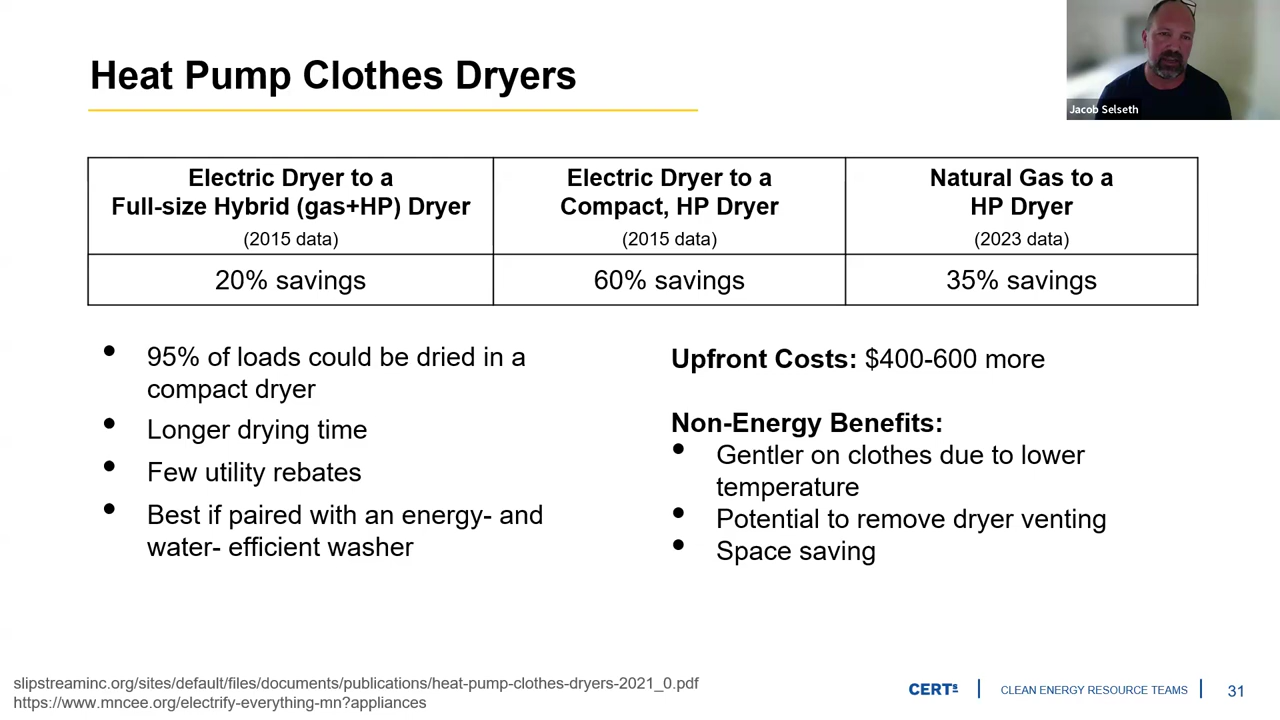 Heat Pump Clothes Dryers
Jacob Selseth
Electric Dryer to a
Full-size Hybrid (gas+HP) Dryer
(2015 data)
Electric Dryer to a
Compact, HP Dryer
(2015 data)
Natural Gas to a
HP Dryer
(2023 data)
20% savings
60% savings
35% savings
• 95% of loads could be dried in a
compact dryer
• Longer drying time
• Few utility rebates
• Best if paired with an energy- and
water- efficient washer
Upfront Costs: $400-600 more
Non-Energy Benefits:
• Gentler on clothes due to lower
temperature
• Potential to remove dryer venting
• Space saving
slipstreaminc.org/sites/default/files/documents/publications/heat-pump-clothes-dryers-2021_0.pdf
https://www.mncee.org/electrify-everything-mn?appliances
CERTs
CLEAN ENERGY RESOURCE TEAMS
31